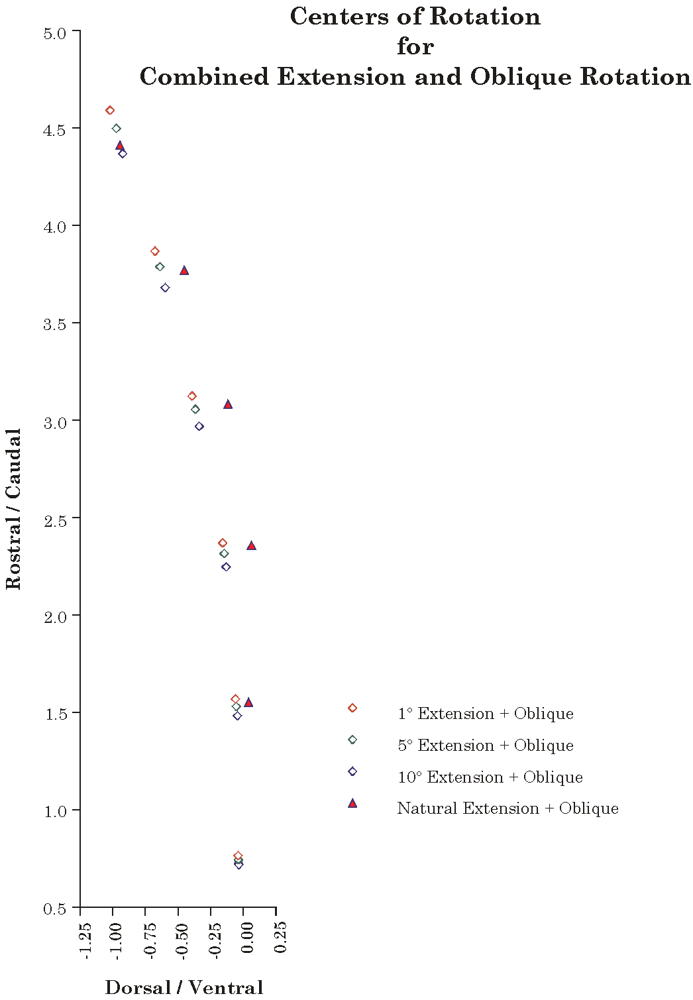 Centers of Rotation
for
Combined Extension and Oblique Rotation
5.0
4.5
4.0
3.5
3.0
2.5
2.0
1.5
1.0
0.5
Rostral / Caudal
1° Extension + Oblique
5° Extension + Oblique
10° Extension + Oblique
Natural Extension + Oblique
-1.25
-1.00
-0.75
-0.50
-0.25
0.00
0.25
Dorsal / Ventral